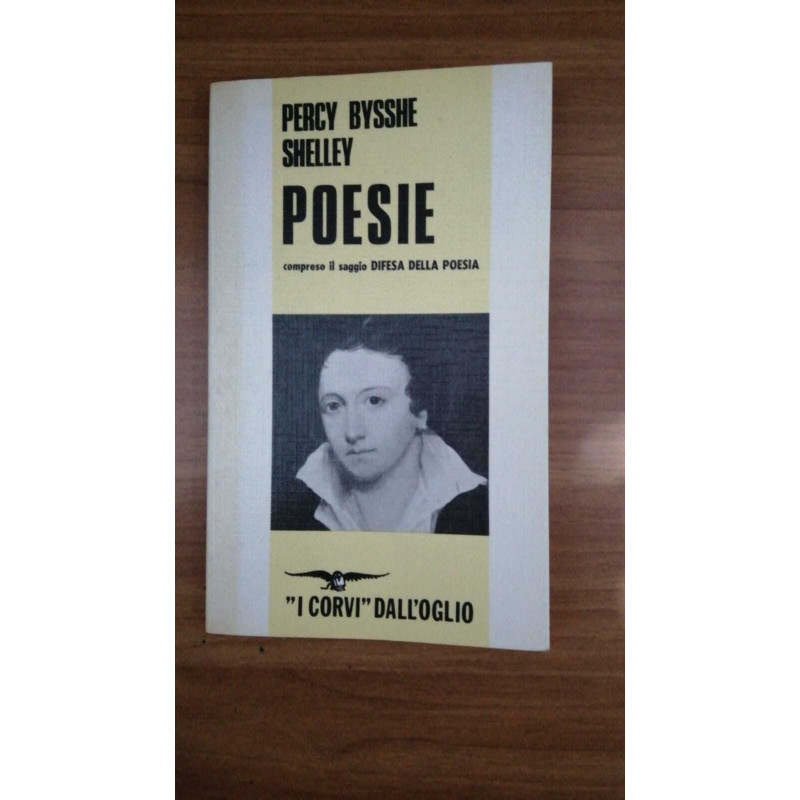 PERCY BYSSHE
SHELLEY
POESIE
compreso il saggio DIFESA DELLA POESIA
"I CORVI" DALL'OGLIO